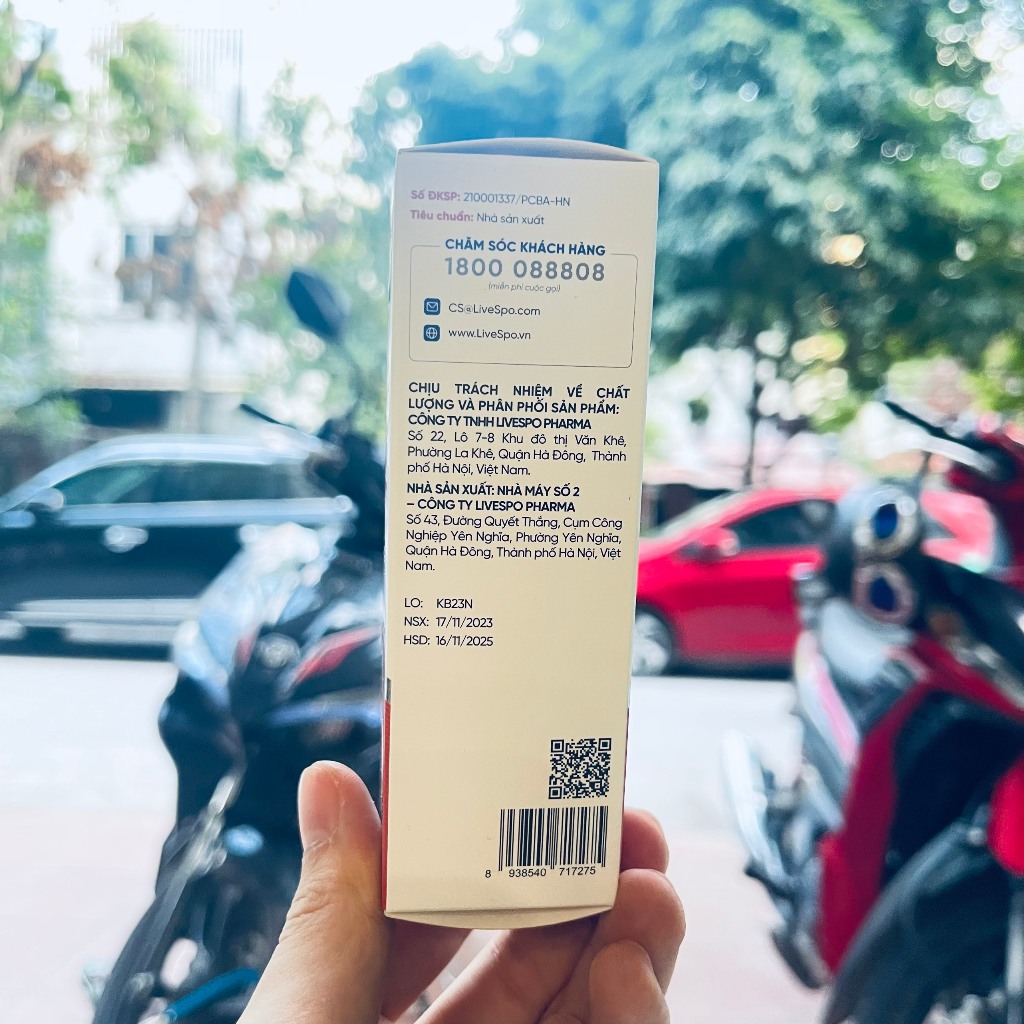 Số ĐKSP: 210001337/PCBA-HN
Tiêu chuẩn: Nhà sản xuất
CHĂM SÓC KHÁCH HÀNG
1800 088808
(miễn phí cuộc gọi)
CS@LiveSpo.com
www.LiveSpo.vn
CHỊU TRÁCH NHIỆM VỀ CHẤT
LƯỢNG VÀ PHÂN PHỐI SẢN PHẨM:
CÔNG TY TNHH LIVESPO PHARMA
Số 22, Lô 7-8 Khu đô thị Văn Khê,
Phường La Khê, Quận Hà Đông, Thành
phố Hà Nội, Việt Nam.
NHÀ SẢN XUẤT: NHÀ MÁY SỐ 2
– CÔNG TY LIVESPO PHARMA
Số 43, Đường Quyết Thắng, Cụm Công
Nghiệp Yên Nghĩa, Phường Yên Nghĩa,
Quận Hà Đông, Thành phố Hà Nội, Việt
Nam.
LO: KB23N
NSX: 17/11/2023
HSD: 16/11/2025
8 938540 717275